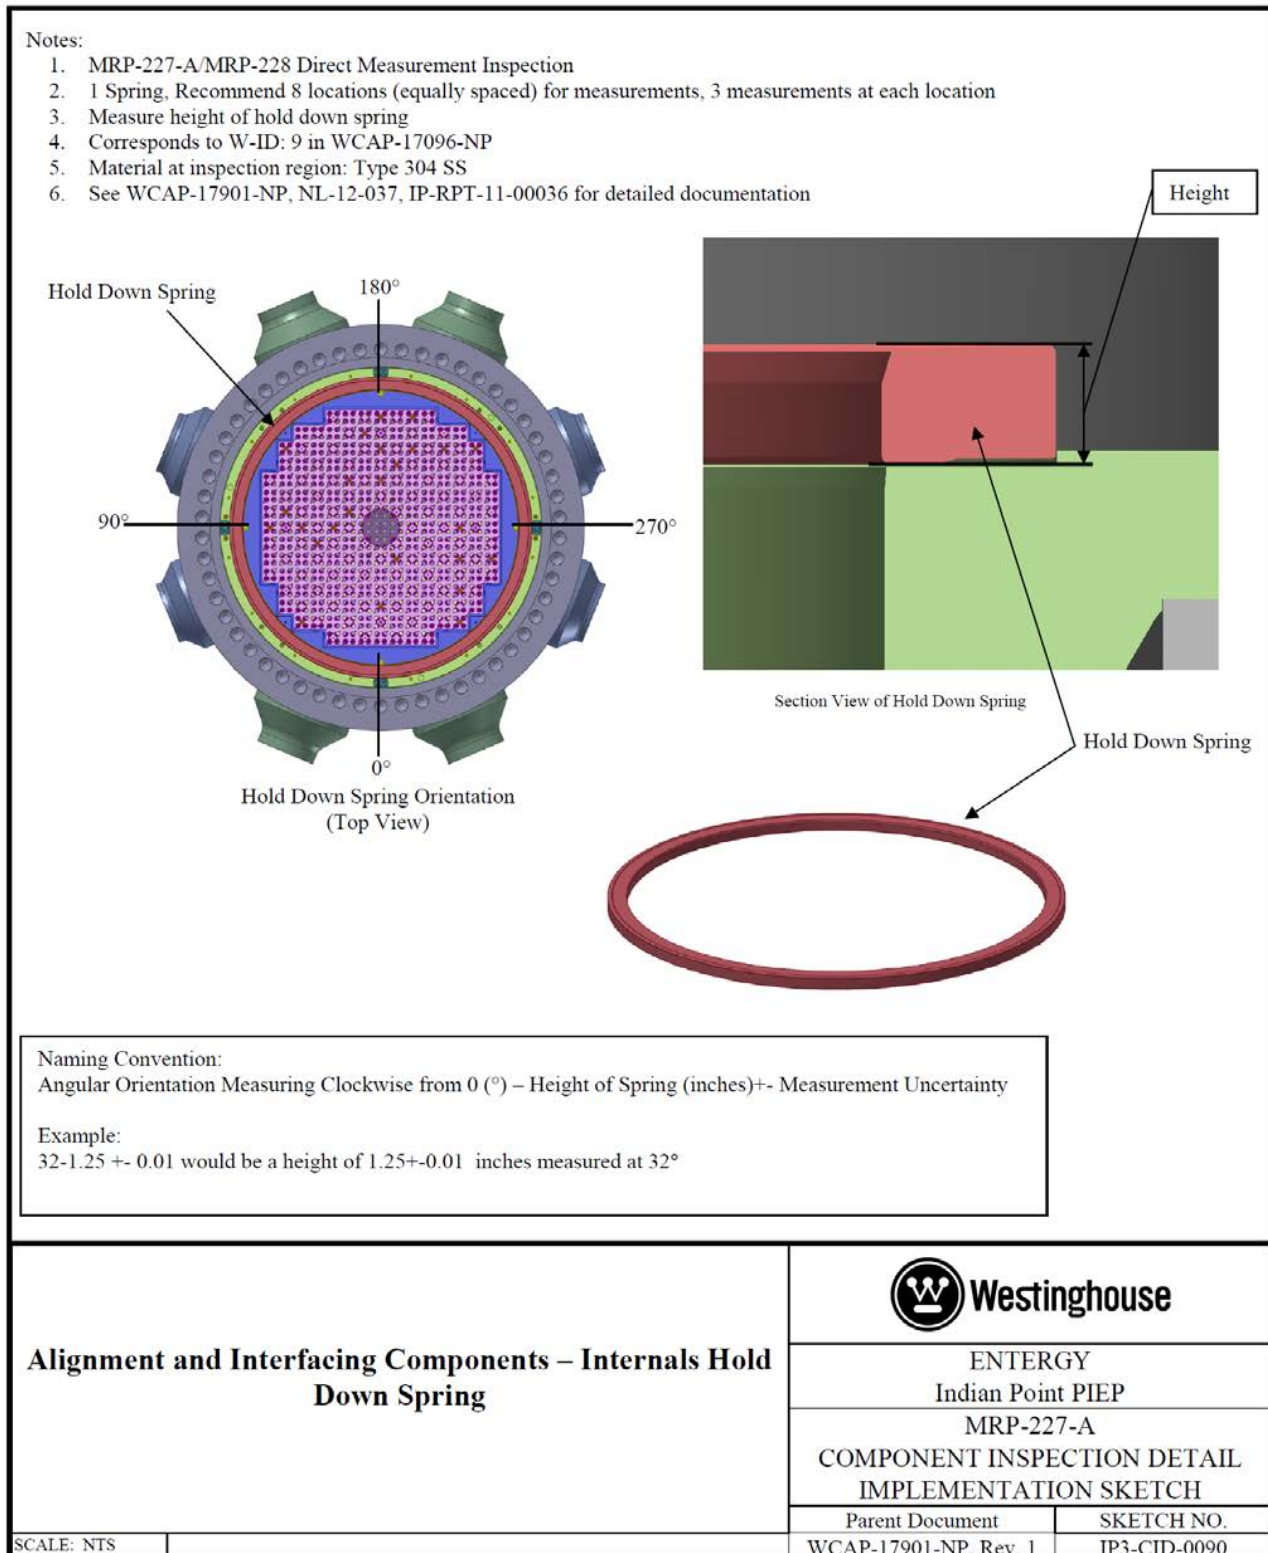 Notes:
1. MRP-227-A/MRP-228 Direct Measurement Inspection
2. 1 Spring, Recommend 8 locations (equally spaced) for measurements, 3 measurements at each location
3. Measure height of hold down spring
4. Corresponds to W-ID: 9 in WCAP-17096-NP
5. Material at inspection region: Type 304 SS
6. See WCAP-17901-NP, NL-12-037, IP-RPT-11-00036 for detailed documentation
Height
Hold Down Spring
180°
90°
270°
0°
Hold Down Spring Orientation
(Top View)
Section View of Hold Down Spring
Hold Down Spring
Naming Convention:
Angular Orientation Measuring Clockwise from 0 (°) – Height of Spring (inches)+- Measurement Uncertainty
Example:
32-1.25 +- 0.01 would be a height of 1.25+-0.01 inches measured at 32°
Alignment and Interfacing Components – Internals Hold
Down Spring
Westinghouse
ENTERGY
Indian Point PIEP
MRP-227-A
COMPONENT INSPECTION DETAIL
IMPLEMENTATION SKETCH
Parent Document
SKETCH NO.
SCALE: NTS
WCAP-17901-NP, Rev. 1
IP3-CID-0090